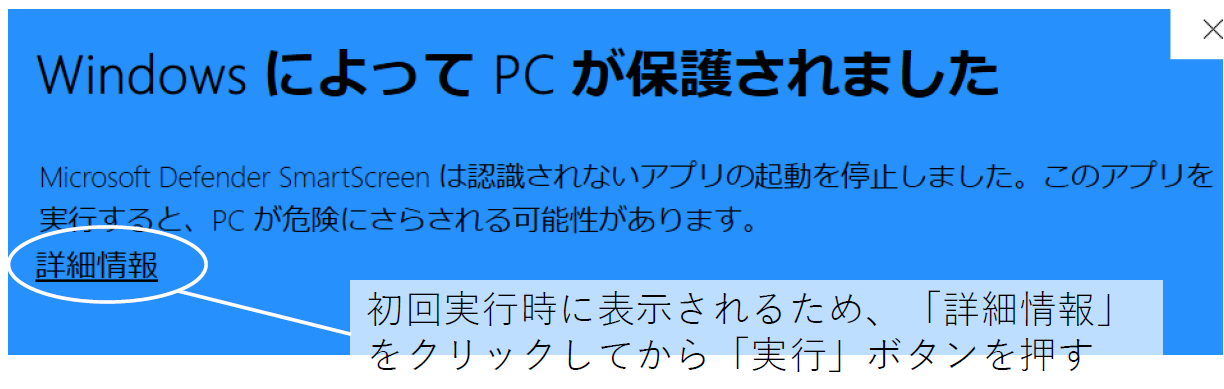 Windows によって PC が保護されました
Microsoft Defender SmartScreen は認識されないアプリの起動を停止しました。このアプリを
実行すると、PC が危険にさらされる可能性があります。
詳細情報
初回実行時に表示されるため、「詳細情報」
をクリックしてから「実行」ボタンを押す